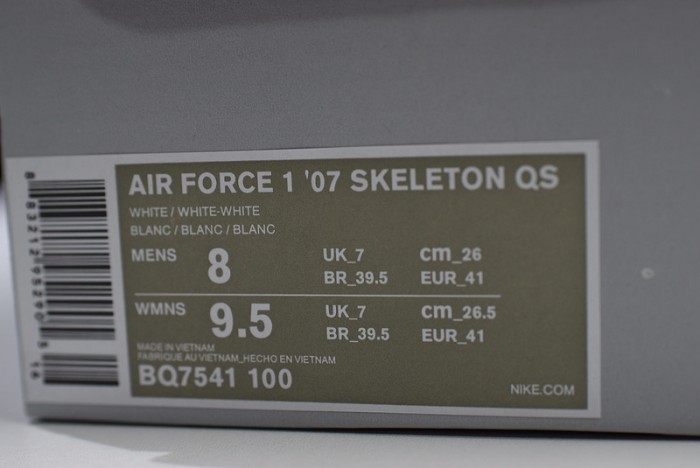 AIR FORCE 1 '07 SKELETON QS
WHITE / WHITE-WHITE
BLANC / BLANC / BLANC
MENS 8 UK_7 cm_26
BR_39.5 EUR_41
WMNS 9.5 UK_7 cm_26.5
BR_39.5 EUR_41
MADE IN VIETNAM
FABRIQUE AU VIETNAM_HECHO EN VIETNAM
BQ7541 100
NIKE.COM